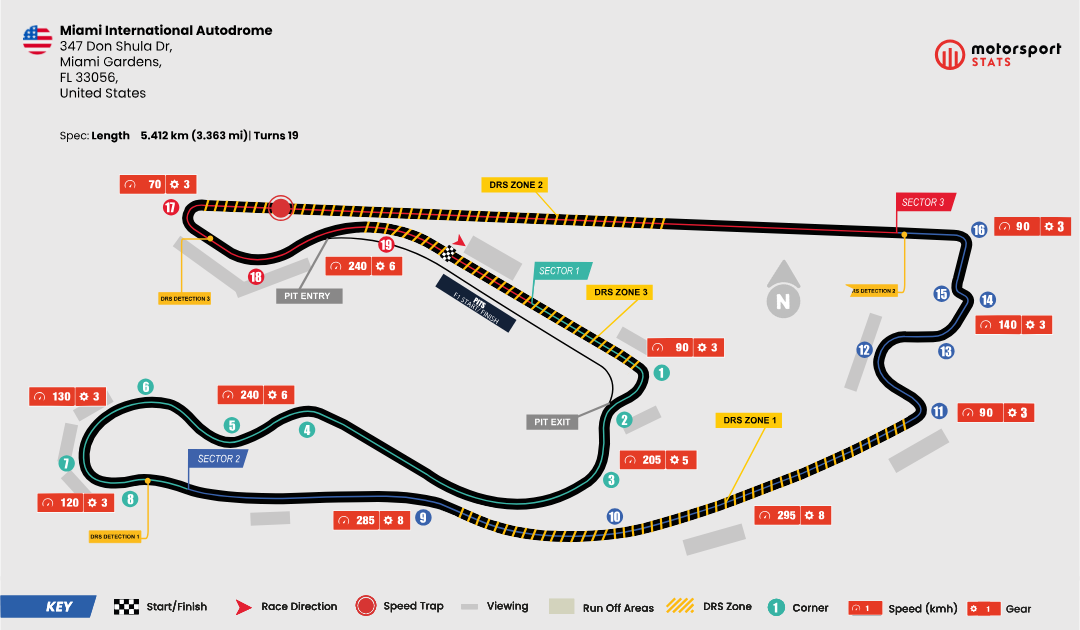 Miami International Autodrome
347 Don Shula Dr,
Miami Gardens,
FL 33056,
United States
motorsport
STATS
Spec: Length 5.412 km (3.363 mi)| Turns 19
70 3
17
DRS ZONE 2
SECTOR 3
16
90 3
19
240 6
18
DRS DETECTION 3
PIT ENTRY
SECTOR 1
PITS
F1 START / FINISH
DRS ZONE 3
N
RS DETECTION 2
15
14
140 3
13
12
90 3
1
2
PIT EXIT
11
90 3
DRS ZONE 1
130 3
6
240 6
5
4
7
SECTOR 2
205 5
3
120 3
8
DRS DETECTION 1
285 8
9
10
295 8
KEY
Start/Finish
Race Direction
Speed Trap
Viewing
Run Off Areas
DRS Zone
1 Corner
1 Speed (kmh)
1 Gear